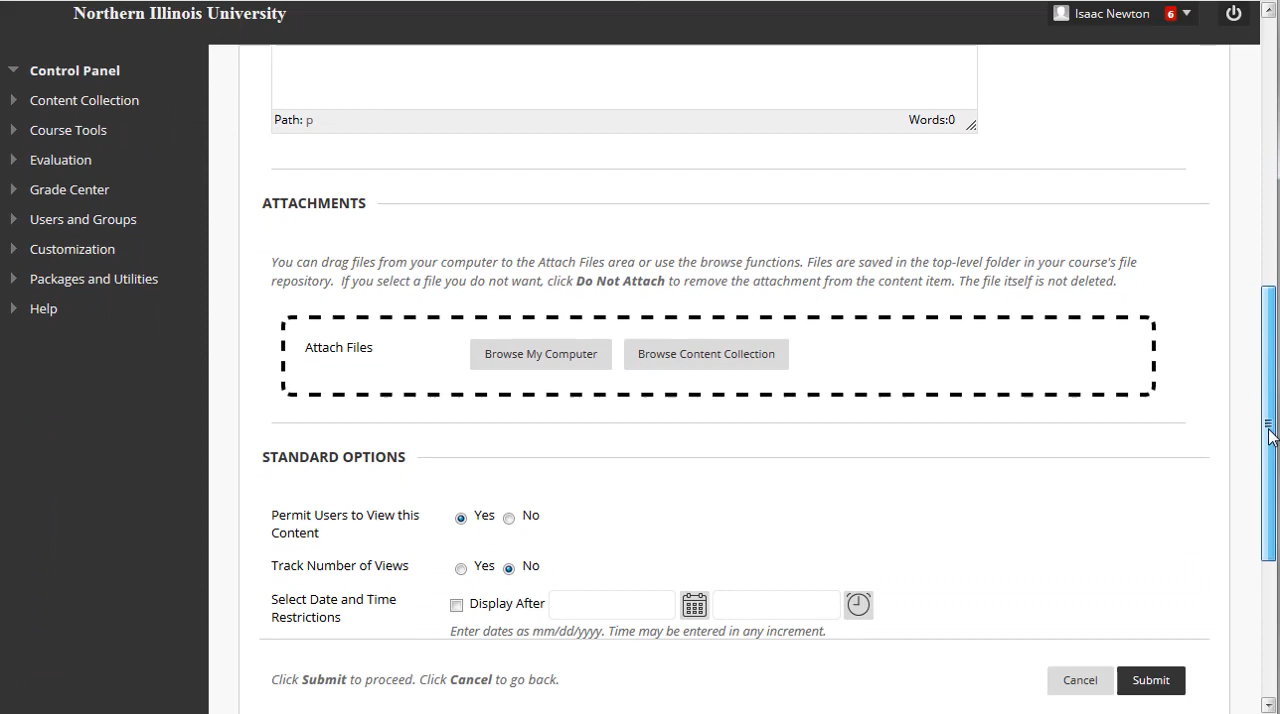 Northern Illinois University
Isaac Newton 6
Control Panel
Content Collection
Course Tools
Evaluation
Grade Center
Users and Groups
Customization
Packages and Utilities
Help
Path: p Words:0
ATTACHMENTS
You can drag files from your computer to the Attach Files area or use the browse functions. Files are saved in the top-level folder in your course's file
repository. If you select a file you do not want, click Do Not Attach to remove the attachment from the content item. The file itself is not deleted.
Attach Files Browse My Computer Browse Content Collection
STANDARD OPTIONS
Permit Users to View this
Content
Yes No
Track Number of Views Yes No
Select Date and Time
Restrictions
Display After
Enter dates as mm/dd/yyyy. Time may be entered in any increment.
Click Submit to proceed. Click Cancel to go back.
Cancel Submit